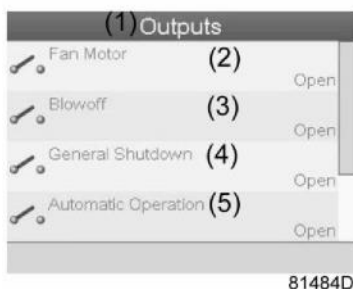 (1) Outputs
Fan Motor (2)
Open
Blowoff (3)
Open
General Shutdown (4)
Open
Automatic Operation (5)
Open
81484D